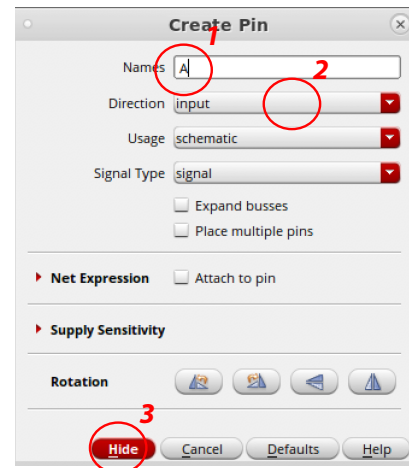 Create Pin
1
Names A
2
Direction input
Usage schematic
Signal Type signal
Expand busses
Place multiple pins
Net Expression Attach to pin
Supply Sensitivity
Rotation
3
Hide Cancel Defaults Help